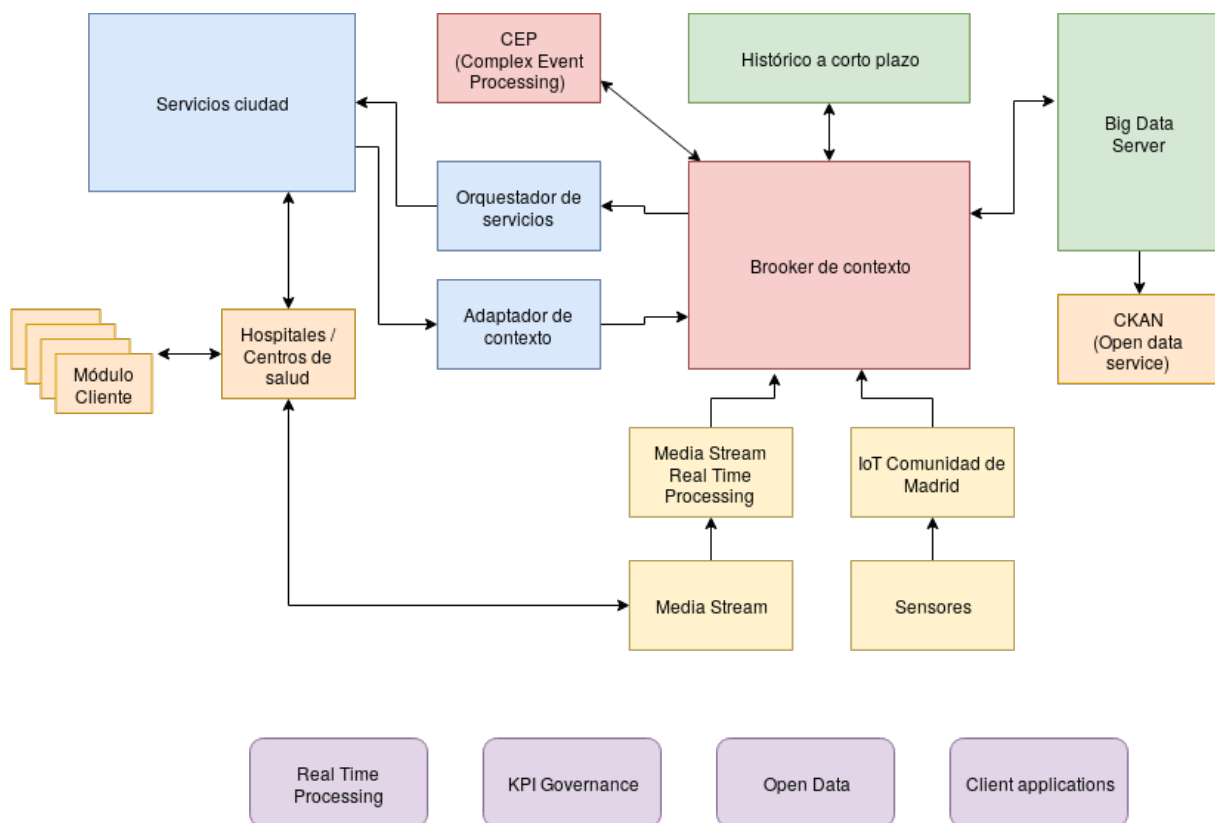 Servicios ciudad
CEP
(Complex Event
Processing)
Histórico a corto plazo
Big Data
Server
Orquestador de
servicios
Brooker de contexto
Adaptador de
contexto
Hospitales /
Centros de
salud
Módulo
Cliente
CKAN
(Open data
service)
Media Stream
Real Time
Processing
IoT Comunidad de
Madrid
Media Stream
Sensores
Real Time
Processing
KPI Governance
Open Data
Client applications